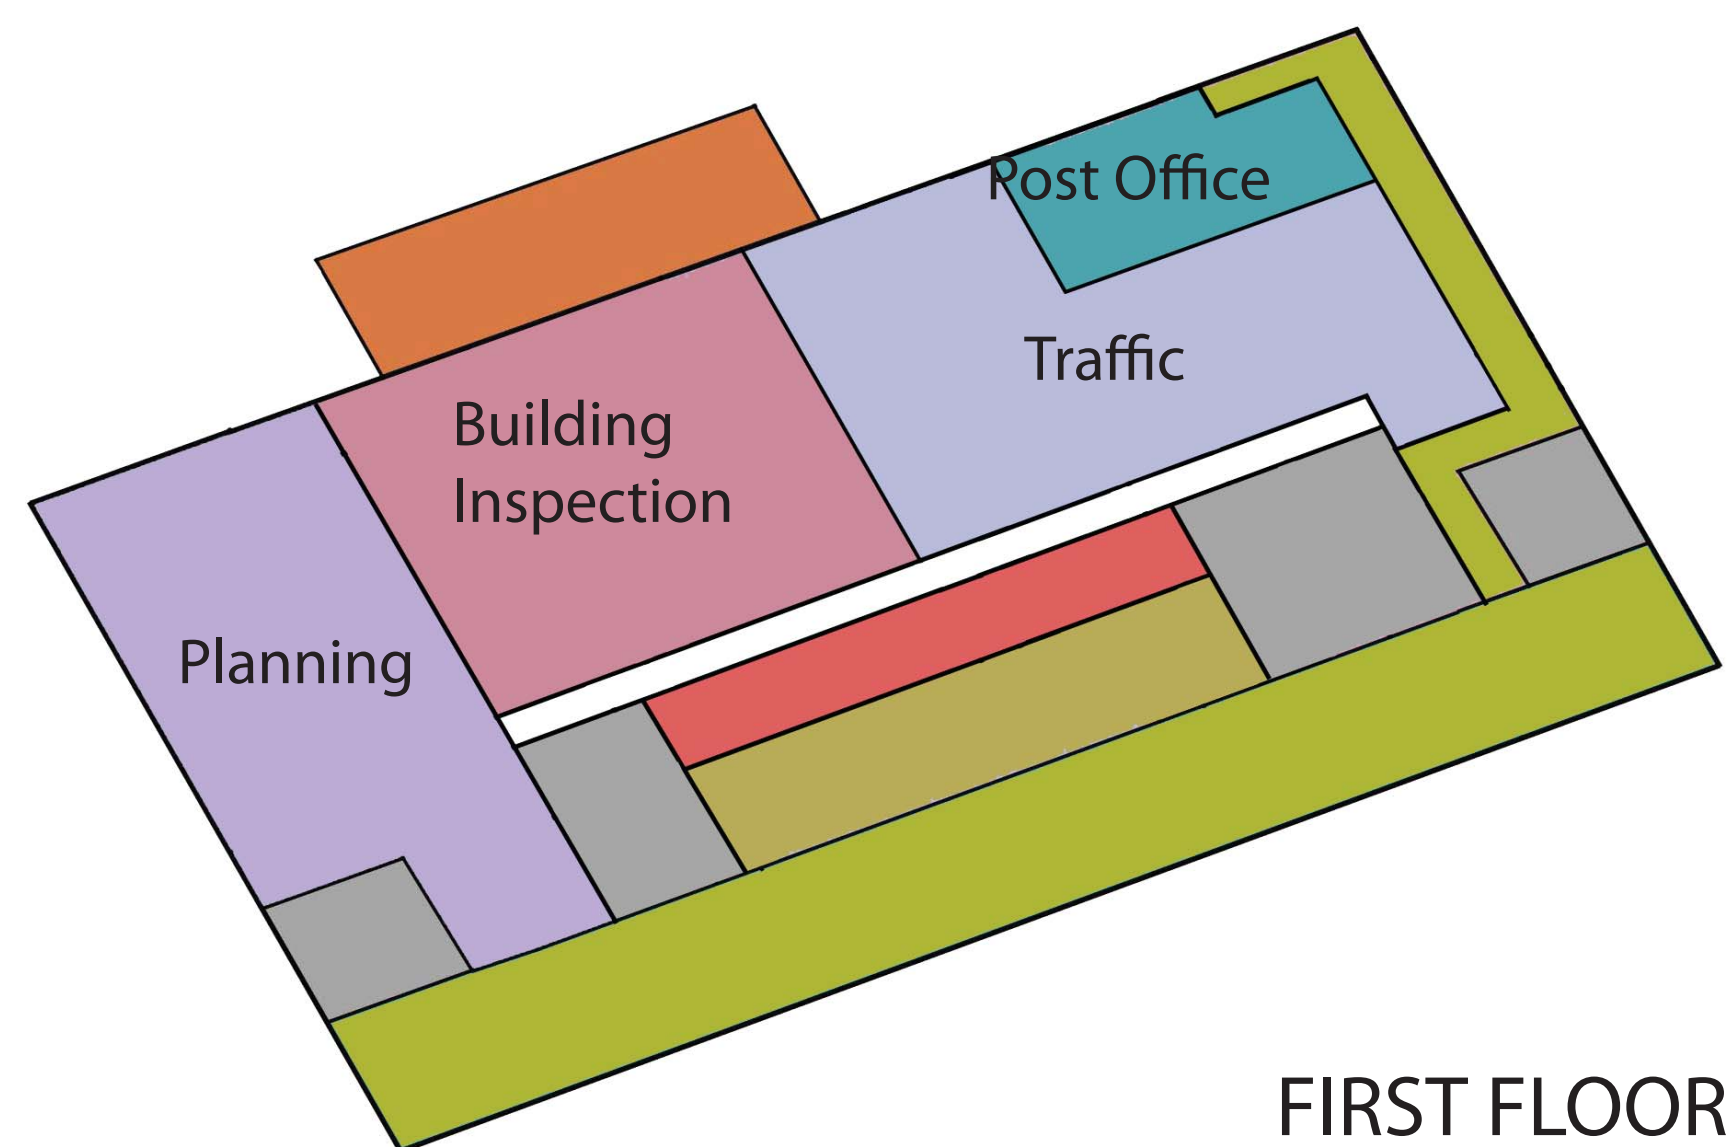 Post Office
Traffic
Building
Inspection
Planning
FIRST FLOOR